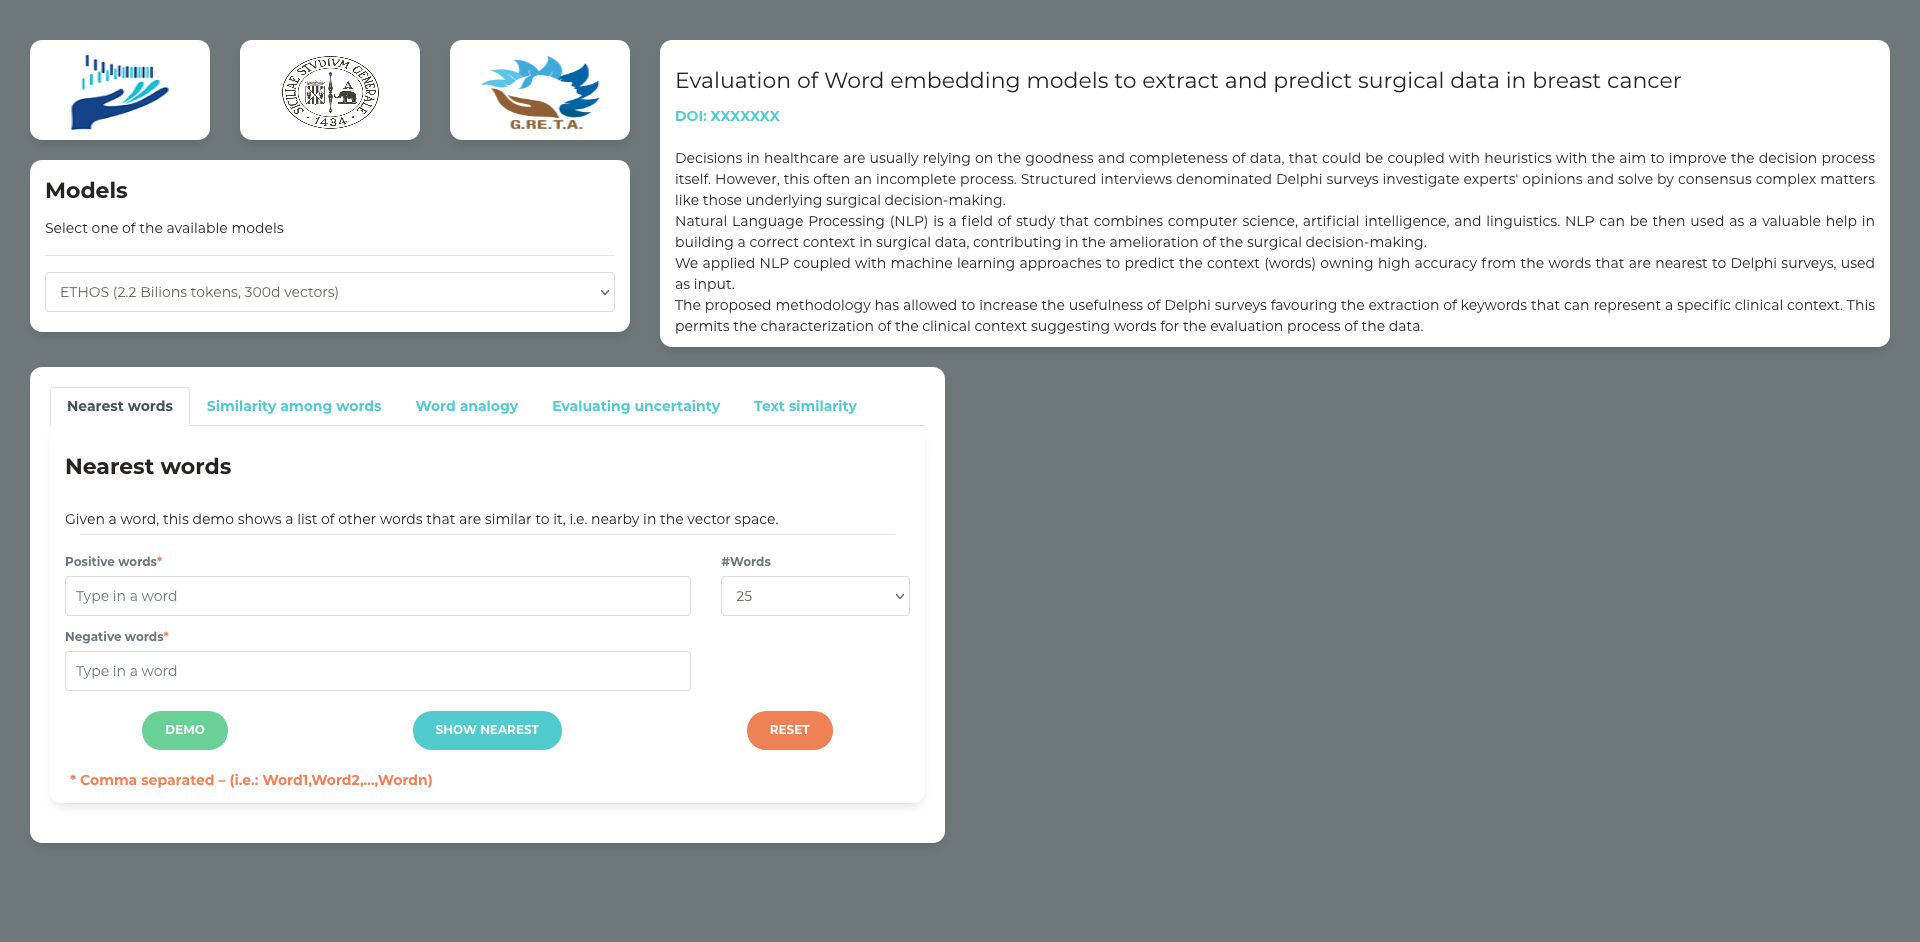 SICILIAE STVDIVM GENERALE
1434
G.RE.T.A.
Evaluation of Word embedding models to extract and predict surgical data in breast cancer
DOI: XXXXXXX
Decisions in healthcare are usually relying on the goodness and completeness of data, that could be coupled with heuristics with the aim to improve the decision process
itself. However, this often an incomplete process. Structured interviews denominated Delphi surveys investigate experts' opinions and solve by consensus complex matters
like those underlying surgical decision-making.
Natural Language Processing (NLP) is a field of study that combines computer science, artificial intelligence, and linguistics. NLP can be then used as a valuable help in
building a correct context in surgical data, contributing in the amelioration of the surgical decision-making.
We applied NLP coupled with machine learning approaches to predict the context (words) owning high accuracy from the words that are nearest to Delphi surveys, used
as input.
The proposed methodology has allowed to increase the usefulness of Delphi surveys favouring the extraction of keywords that can represent a specific clinical context. This
permits the characterization of the clinical context suggesting words for the evaluation process of the data.
Models
Select one of the available models
ETHOS (2.2 Bilions tokens, 300d vectors)
Nearest words Similarity among words Word analogy Evaluating uncertainty Text similarity
Nearest words
Given a word, this demo shows a list of other words that are similar to it, i.e. nearby in the vector space.
Positive words* #Words
Type in a word 25
Negative words*
Type in a word
DEMO SHOW NEAREST RESET
* Comma separated – (i.e.: Word1,Word2,...,Wordn)